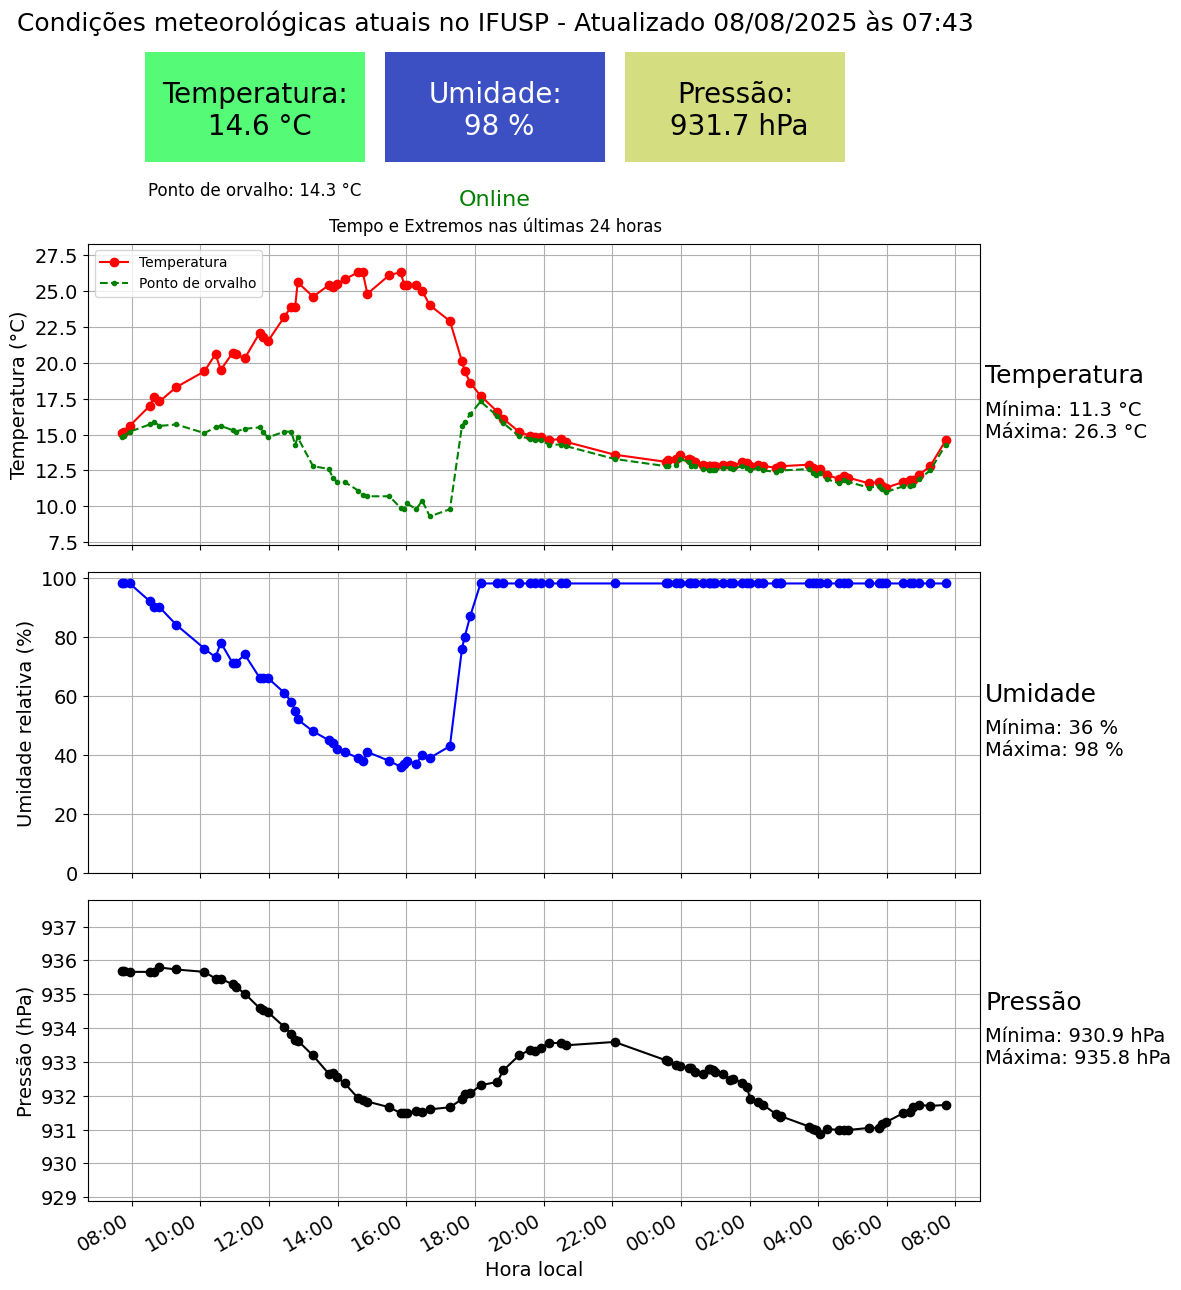 Condições meteorológicas atuais no IFUSP - Atualizado 08/08/2025 às 07:43
Temperatura:
14.6 °C
Umidade:
98 %
Pressão:
931.7 hPa
Ponto de orvalho: 14.3 °C
Online
Tempo e Extremos nas últimas 24 horas
Temperatura
Ponto de orvalho
Temperatura (°C)
27.5
25.0
22.5
20.0
17.5
15.0
12.5
10.0
7.5
Temperatura
Mínima: 11.3 °C
Máxima: 26.3 °C
Umidade relativa (%)
100
80
60
40
20
0
Umidade
Mínima: 36 %
Máxima: 98 %
Pressão (hPa)
937
936
935
934
933
932
931
930
929
Pressão
Mínima: 930.9 hPa
Máxima: 935.8 hPa
08:00 10:00 12:00 14:00 16:00 18:00 20:00 22:00 00:00 02:00 04:00 06:00 08:00
Hora local